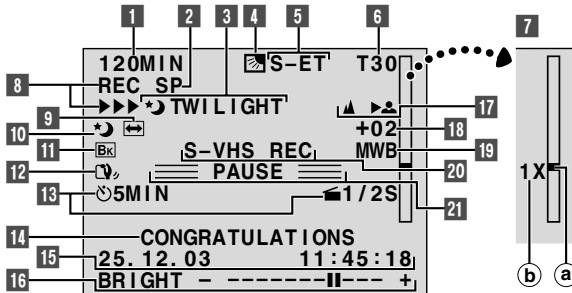 1 2 3 4 5 6 7
120MIN S-ET T30
8 REC SP
TWILIGHT 17
9 +02 18
10
11 BK S-VHS REC MWB 19
12 PAUSE 20
13 5MIN 1/2S 21
1X
14 CONGRATULATIONS
15 25.12.03 11:45:18
16 BRIGHT - -------▮▮--- +
b a